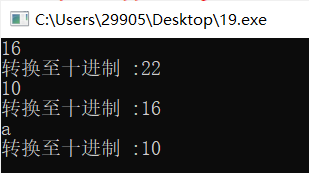 C:\Users\29905\Desktop\19.exe
16
转换至十进制 :22
10
转换至十进制 :16
a
转换至十进制 :10